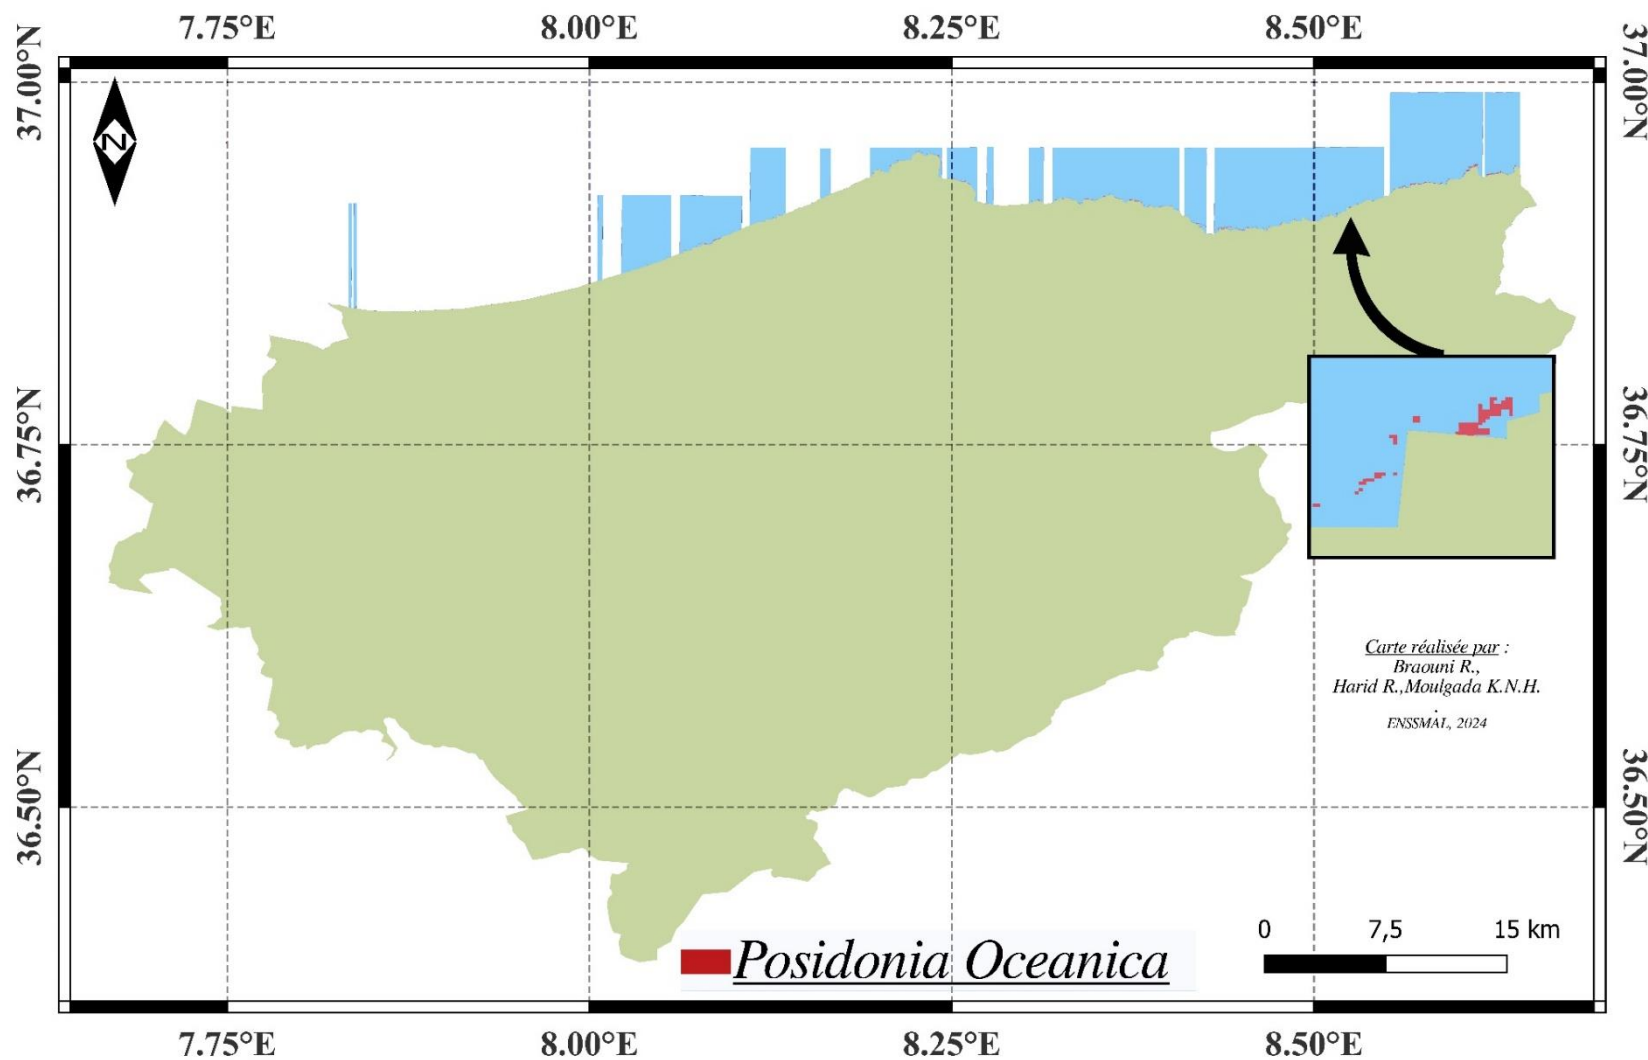 7.75°E 8.00°E 8.25°E 8.50°E
37.00°N 37.00°N
N
36.75°N 36.75°N
Carte réalisée par :
Braouni R.,
Harid R.,Moulgada K.N.H.
.
ENSSMAL, 2024
36.50°N 36.50°N
0 7,5 15 km
Posidonia Oceanica
7.75°E 8.00°E 8.25°E 8.50°E